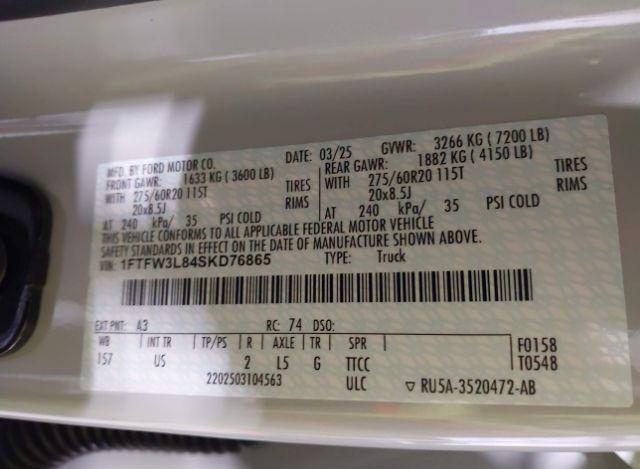 MFD. BY FORD MOTOR CO. DATE: 03/25 GVWR: 3266 KG ( 7200 LB)
FRONT GAWR: 1633 KG ( 3600 LB) REAR GAWR: 1882 KG ( 4150 LB)
WITH 275/60R20 115T TIRES WITH 275/60R20 115T TIRES
20x8.5J RIMS 20x8.5J RIMS
AT 240 kPa/ 35 PSI COLD AT 240 kPa/ 35 PSI COLD
THIS VEHICLE CONFORMS TO ALL APPLICABLE FEDERAL MOTOR VEHICLE
SAFETY STANDARDS IN EFFECT ON THE DATE OF MANUFACTURE SHOWN ABOVE.
VIN: 1FTFW3L84SKD76865 TYPE: Truck
EXT PNT: A3 RC: 74 DSO:
WB INT TR TP/PS R AXLE TR SPR F0158
157 US 2 L5 G TTCC T0548
2202503104563 ULC ▽ RU5A-3520472-AB